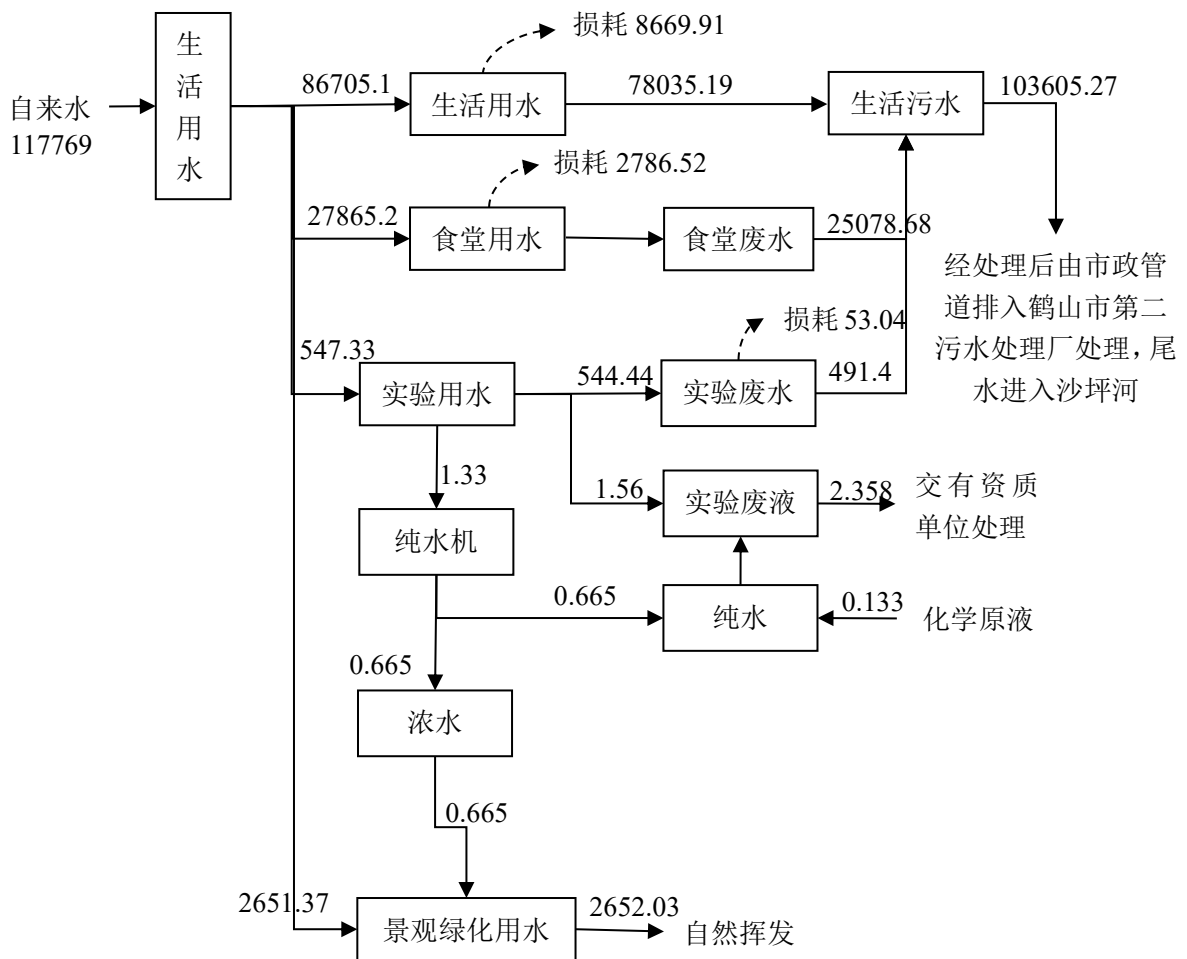 损耗 8669.91
生活用水
自来水
117769
86705.1
生活用水
78035.19
生活污水
103605.27
损耗 2786.52
27865.2
食堂用水
食堂废水
25078.68
经处理后由市政管
道排入鹤山市第二
污水处理厂处理，尾
水进入沙坪河
损耗 53.04
547.33
实验用水
544.44
实验废水
491.4
1.33
1.56
实验废液
2.358
交有资质
单位处理
纯水机
0.665
纯水
0.133
化学原液
0.665
浓水
0.665
2651.37
景观绿化用水
2652.03
自然挥发